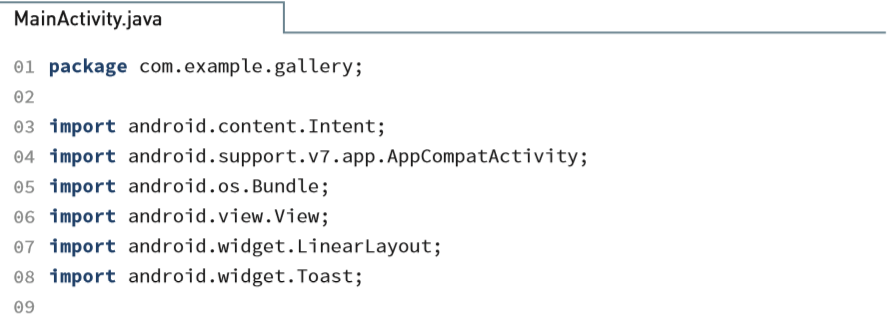 MainActivity.java
01 package com.example.gallery;
02
03 import android.content.Intent;
04 import android.support.v7.app.AppCompatActivity;
05 import android.os.Bundle;
06 import android.view.View;
07 import android.widget.LinearLayout;
08 import android.widget.Toast;
09